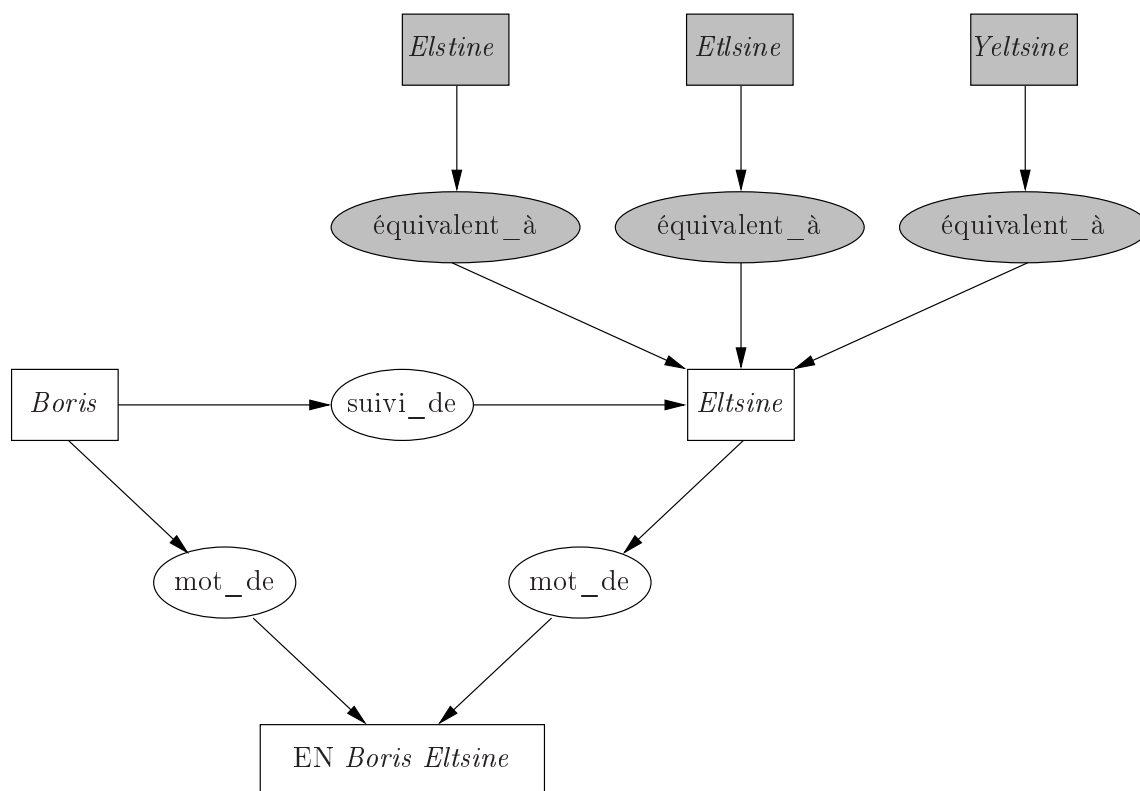 Elstine
Etlsine
Yeltsine
équivalent_à
équivalent_à
équivalent_à
Boris
suivi_de
Eltsine
mot_de
mot_de
EN Boris Eltsine